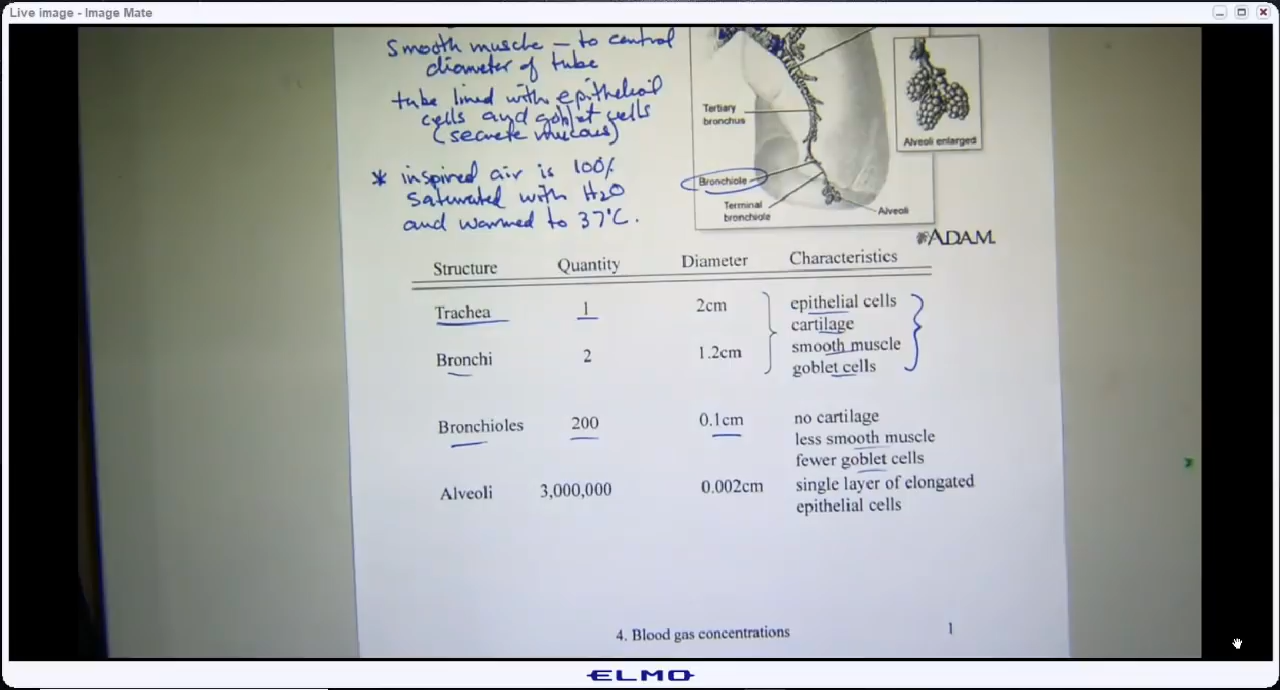 Live image - Image Mate
Smooth muscle – to control
diameter of tube
tube lined with epithelial
cells and goblet cells
(secrete mucous)
* inspired air is 100%
saturated with H2O
and warmed to 37°C.
Tertiary
bronchus
Bronchiole
Terminal
bronchiole
Alveoli
Alveoli enlarged
ADAM.
Structure Quantity Diameter Characteristics
Trachea 1 2cm epithelial cells
cartilage
Bronchi 2 1.2cm smooth muscle
goblet cells
Bronchioles 200 0.1cm no cartilage
less smooth muscle
fewer goblet cells
Alveoli 3,000,000 0.002cm single layer of elongated
epithelial cells
4. Blood gas concentrations 1
ELMO